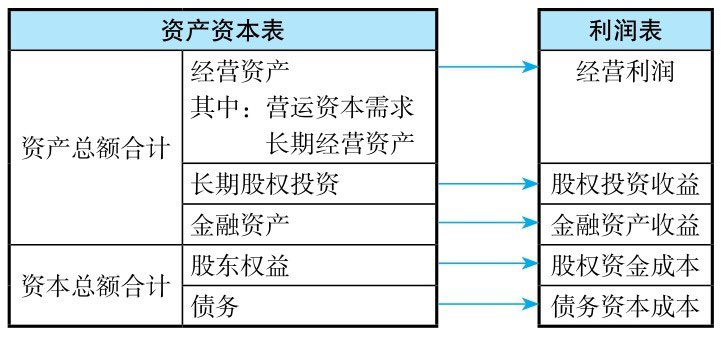 资产资本表
利润表
资产总额合计
经营资产
其中：营运资本需求
长期经营资产
经营利润
长期股权投资
股权投资收益
金融资产
金融资产收益
资本总额合计
股东权益
股权资金成本
债务
债务资本成本